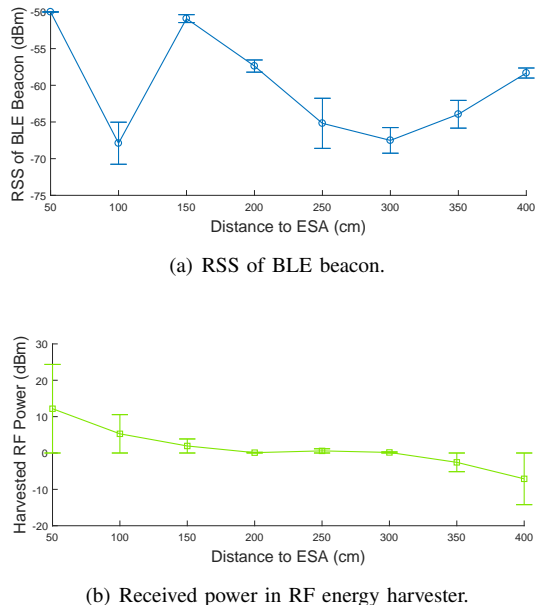 -50
-55
-60
-65
-70
-75
RSS of BLE Beacon (dBm)
50 100 150 200 250 300 350 400
Distance to ESA (cm)
(a) RSS of BLE beacon.
30
20
10
0
-10
-20
Harvested RF Power (dBm)
50 100 150 200 250 300 350 400
Distance to ESA (cm)
(b) Received power in RF energy harvester.